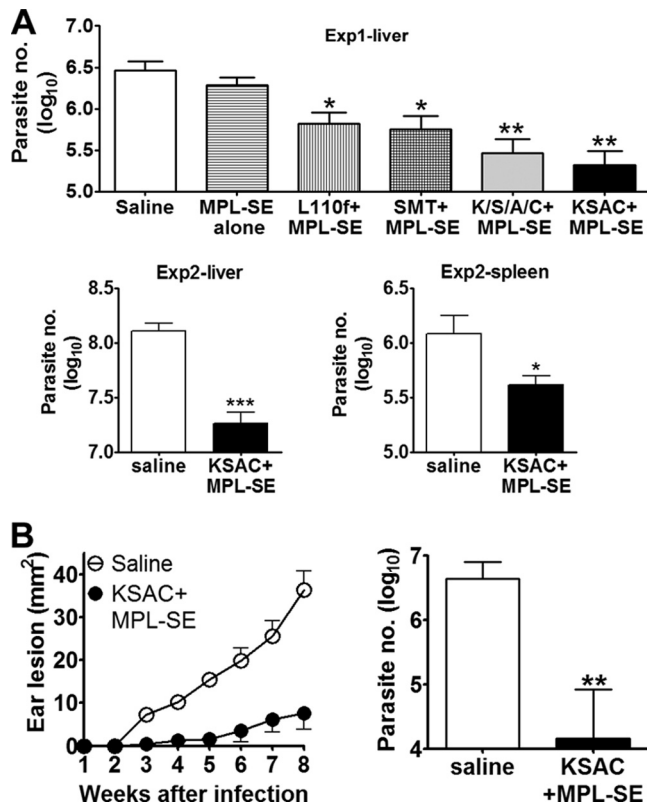 A
Exp1-liver
Parasite no.
(log10)
6.5
6.0
5.5
5.0
*
*
**
**
Saline
MPL-SE
alone
L110f+
MPL-SE
SMT+
MPL-SE
K/S/A/C+
MPL-SE
KSAC+
MPL-SE
Exp2-liver
Parasite no.
(log10)
8.5
8.0
7.5
7.0
***
saline
KSAC+
MPL-SE
Exp2-spleen
Parasite no.
(log10)
6.5
6.0
5.5
5.0
*
saline
KSAC+
MPL-SE
B
Ear lesion (mm²)
Saline
KSAC+
MPL-SE
40
30
20
10
0
1 2 3 4 5 6 7 8
Weeks after infection
Parasite no. (log10)
7
6
5
4
**
saline
KSAC
+MPL-SE